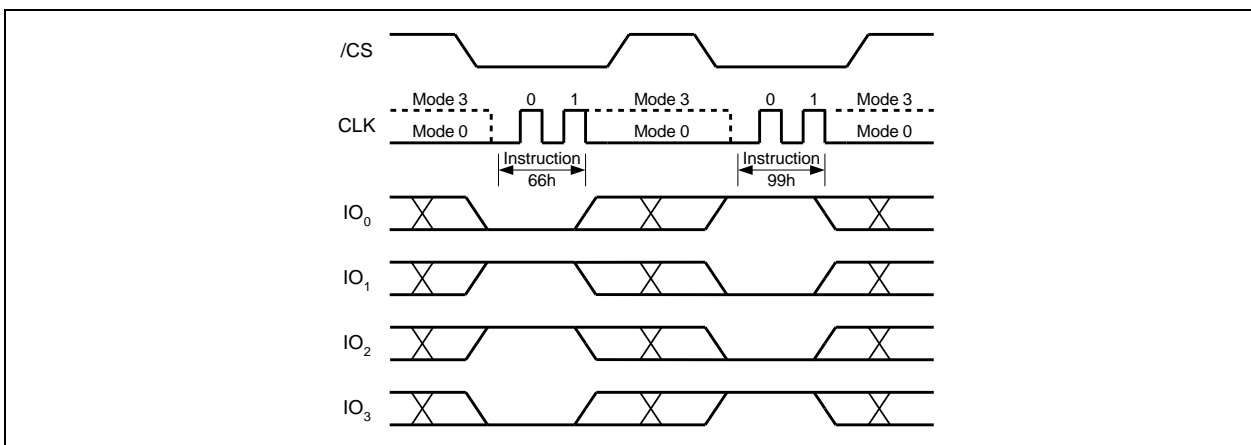 /CS
Mode 3 0 1 Mode 3 0 1 Mode 3
CLK
Mode 0 Mode 0 Mode 0
Instruction Instruction
66h 99h
IO0
IO1
IO2
IO3